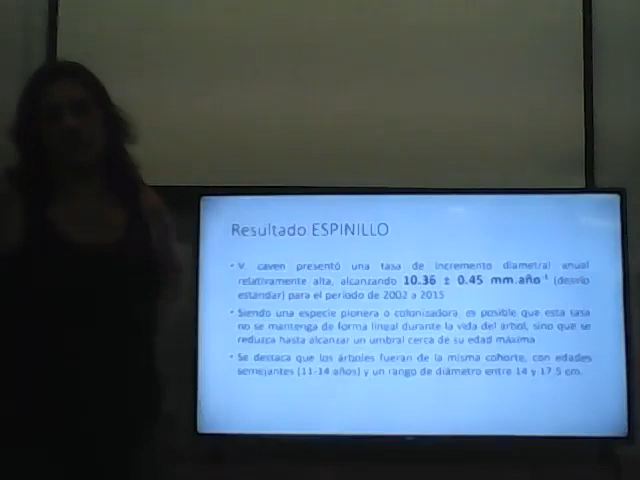 Resultado ESPINILLO
• V. caven presentó una tasa de incremento diametral anual
relativamente alta, alcanzando 10.36 ± 0.45 mm.año⁻¹ (desvío
estándar) para el periodo de 2002 a 2015
• Siendo una especie pionera o colonizadora, es posible que esta tasa
no se mantenga de forma lineal durante la vida del árbol, sino que se
reduzca hasta alcanzar un umbral cerca de su edad máxima
• Se destaca que los árboles fueran de la misma cohorte, con edades
semejantes (11-14 años) y un rango de diámetro entre 14 y 17.5 cm.